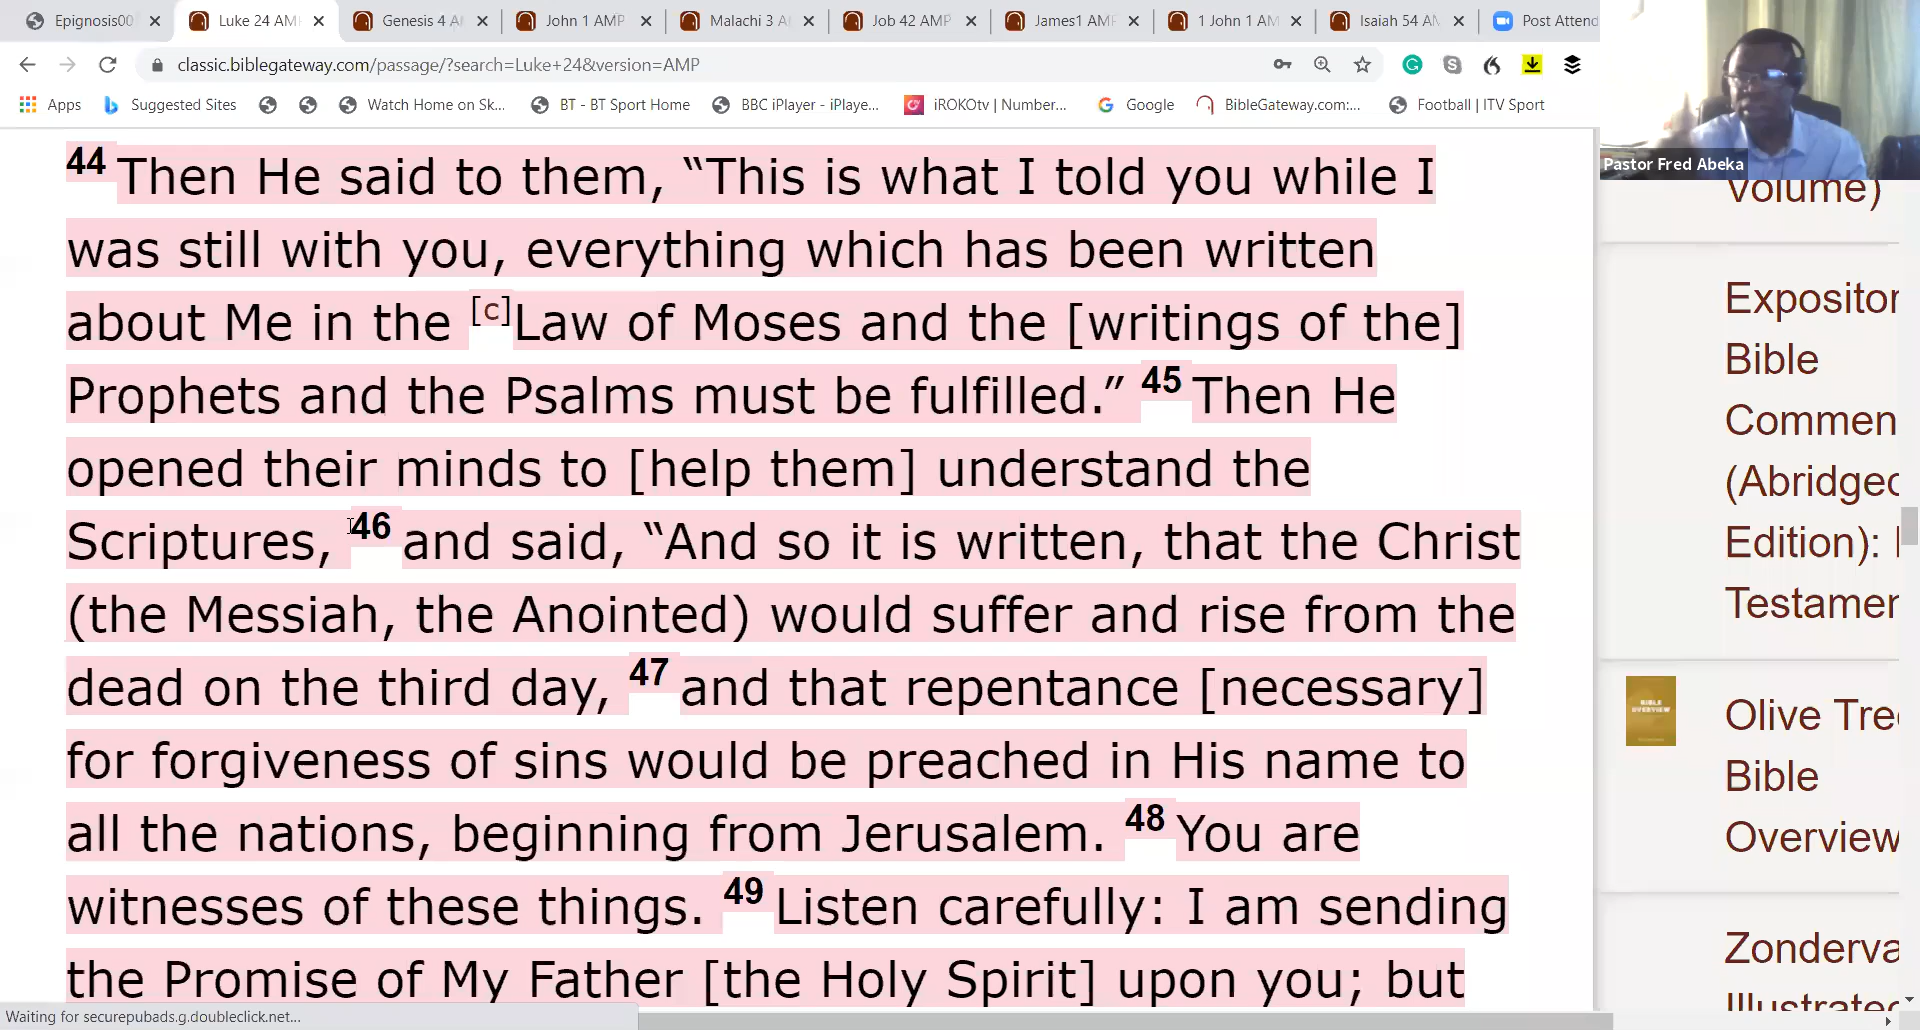 Epignosis00
Luke 24 AM
Genesis 4 A
John 1 AMP
Malachi 3 A
Job 42 AMP
James1 AM
1 John 1 AM
Isaiah 54 AM
Post Attend
classic.biblegateway.com/passage/?search=Luke+24&version=AMP
Apps
Suggested Sites
Watch Home on Sk...
BT - BT Sport Home
BBC iPlayer - iPlaye...
iROKOtv | Number...
Google
BibleGateway.com:...
Football | ITV Sport
Pastor Fred Abeka
44 Then He said to them, “This is what I told you while I
was still with you, everything which has been written
about Me in the [c]Law of Moses and the [writings of the]
Prophets and the Psalms must be fulfilled.” 45 Then He
opened their minds to [help them] understand the
Scriptures, 46 and said, “And so it is written, that the Christ
(the Messiah, the Anointed) would suffer and rise from the
dead on the third day, 47 and that repentance [necessary]
for forgiveness of sins would be preached in His name to
all the nations, beginning from Jerusalem. 48 You are
witnesses of these things. 49 Listen carefully: I am sending
the Promise of My Father [the Holy Spirit] upon you; but
Volume)
Expositor
Bible
Commen
(Abridged
Edition):
Testamen
BIBLE
OVERVIEW
Olive Tree
Bible
Overview
Zonderva
Illustrated
Waiting for securepubads.g.doubleclick.net...